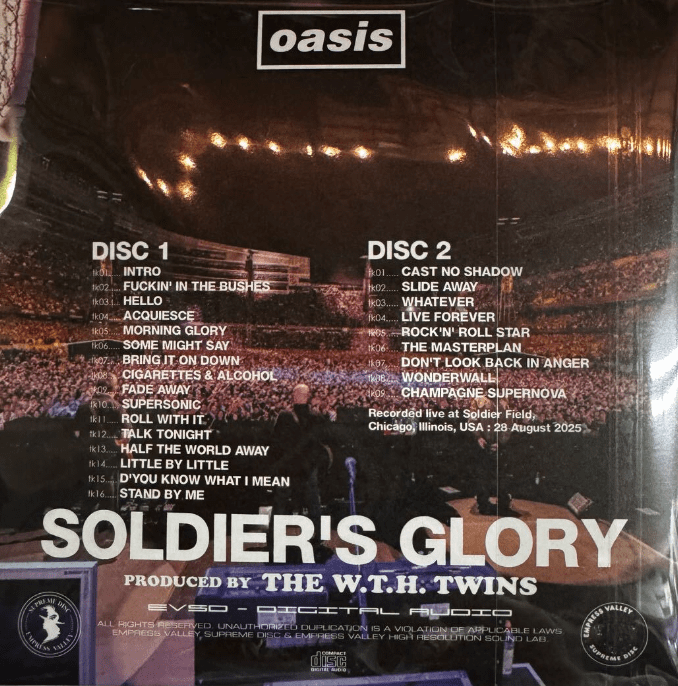 oasis
DISC 1
tk01.... INTRO
tk02.... FUCKIN' IN THE BUSHES
tk03.... HELLO
tk04.... ACQUIESCE
tk05.... MORNING GLORY
tk06.... SOME MIGHT SAY
tk07.... BRING IT ON DOWN
tk08.... CIGARETTES & ALCOHOL
tk09.... FADE AWAY
tk10.... SUPERSONIC
tk11.... ROLL WITH IT
tk12.... TALK TONIGHT
tk13.... HALF THE WORLD AWAY
tk14.... LITTLE BY LITTLE
tk15.... D'YOU KNOW WHAT I MEAN
tk16.... STAND BY ME
DISC 2
tk01.... CAST NO SHADOW
tk02.... SLIDE AWAY
tk03.... WHATEVER
tk04.... LIVE FOREVER
tk05.... ROCK'N' ROLL STAR
tk06.... THE MASTERPLAN
tk07.... DON'T LOOK BACK IN ANGER
tk08.... WONDERWALL
tk09.... CHAMPAGNE SUPERNOVA
Recorded live at Soldier Field,
Chicago, Illinois, USA : 28 August 2025
SOLDIER'S GLORY
PRODUCED BY THE W.T.H. TWINS
EVSD - DIGITAL AUDIO
ALL RIGHTS RESERVED. UNAUTHORIZED DUPLICATION IS A VIOLATION OF APPLICABLE LAWS
EMPRESS VALLEY SUPREME DISC & EMPRESS VALLEY HIGH RESOLUTION SOUND LAB.
SUPREME DISC
EMPRESS VALLEY
EMPRESS VALLEY
SUPREME DISC
COMPACT
disc
DIGITAL AUDIO